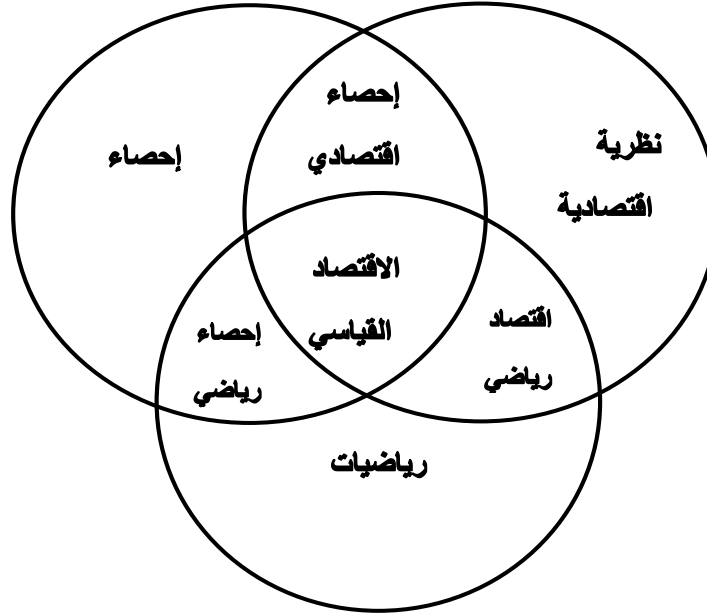 إحصاء
اقتصادي
نظرية
اقتصادية
إحصاء
الاقتصاد
القياسي
اقتصاد
رياضي
إحصاء
رياضي
رياضيات